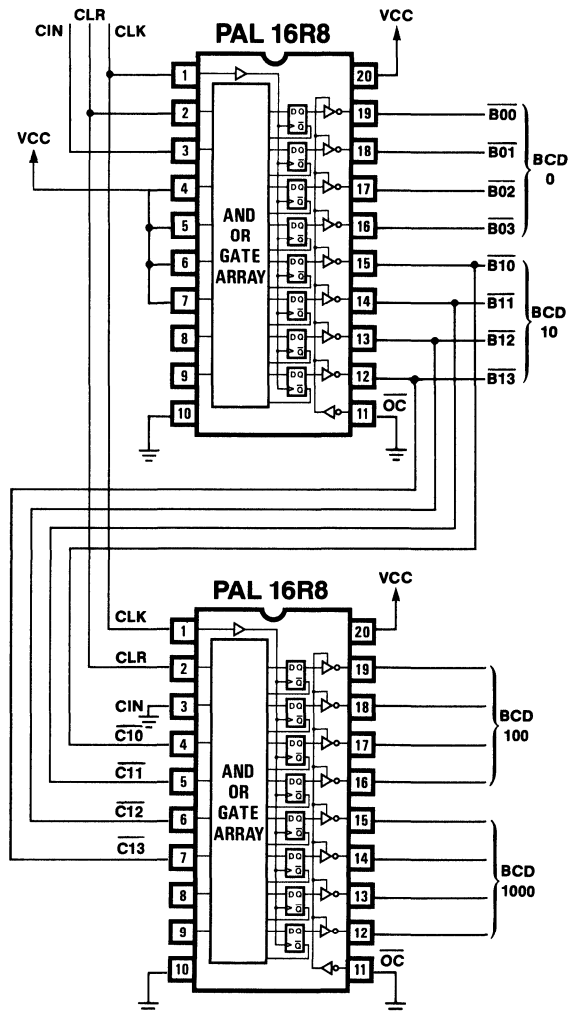 CLR
CIN
CLK
VCC
PAL 16R8
1
20
2
19
B00
3
18
B01
BCD
0
VCC
4
17
B02
5
16
B03
6
15
B10
7
14
B11
BCD
10
8
13
B12
9
12
B13
10
11
OC
AND
OR
GATE
ARRAY
D Q
Q
D Q
Q
D Q
Q
D Q
Q
D Q
Q
D Q
Q
D Q
Q
D Q
Q
PAL 16R8
VCC
CLK
1
20
CLR
2
19
CIN
3
18
BCD
100
C10
4
17
C11
5
16
C12
6
15
C13
7
14
BCD
1000
8
13
9
12
10
11
OC
AND
OR
GATE
ARRAY
D Q
Q
D Q
Q
D Q
Q
D Q
Q
D Q
Q
D Q
Q
D Q
Q
D Q
Q